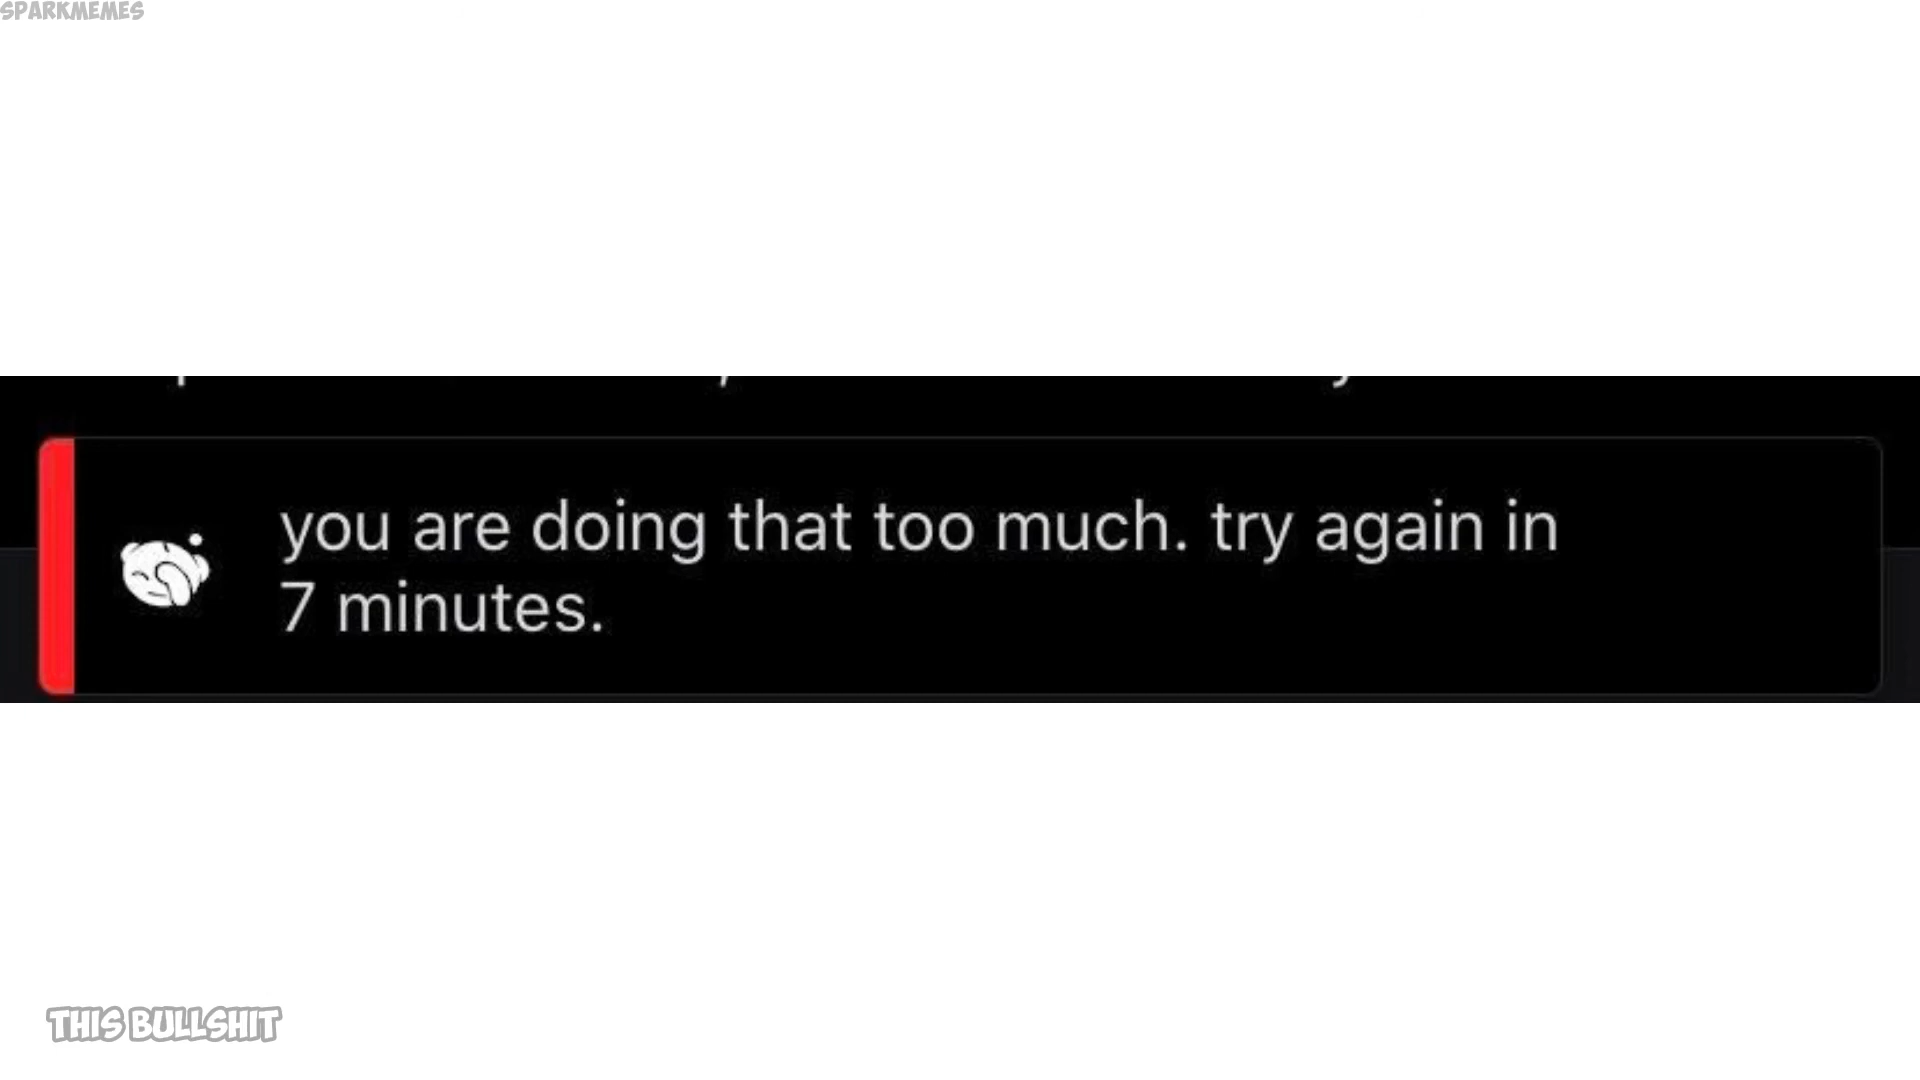 SPARKMEMES
you are doing that too much. try again in
7 minutes.
THIS BULLSHIT